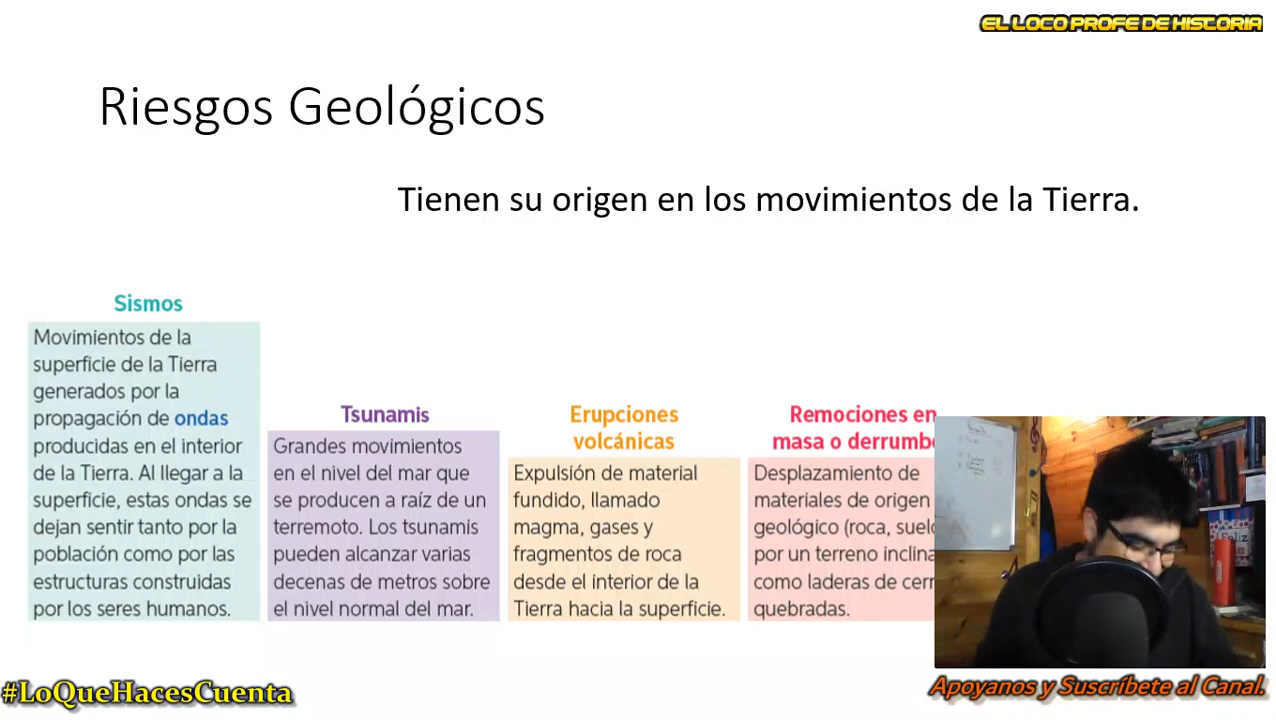 EL LOCO PROFE DE HISTORIA
Riesgos Geológicos
Tienen su origen en los movimientos de la Tierra.
Sismos
Movimientos de la
superficie de la Tierra
generados por la
propagación de ondas
producidas en el interior
de la Tierra. Al llegar a la
superficie, estas ondas se
dejan sentir tanto por la
población como por las
estructuras construidas
por los seres humanos.
Tsunamis
Grandes movimientos
en el nivel del mar que
se producen a raíz de un
terremoto. Los tsunamis
pueden alcanzar varias
decenas de metros sobre
el nivel normal del mar.
Erupciones
volcánicas
Expulsión de material
fundido, llamado
magma, gases y
fragmentos de roca
desde el interior de la
Tierra hacia la superficie.
Remociones en
masa o
Desplazamiento de
materiales de origen
geológico (roca,
por un terreno
como laderas de
quebradas.
Feliz
#LoQueHacesCuenta
Apoyanos y Suscríbete al Canal.